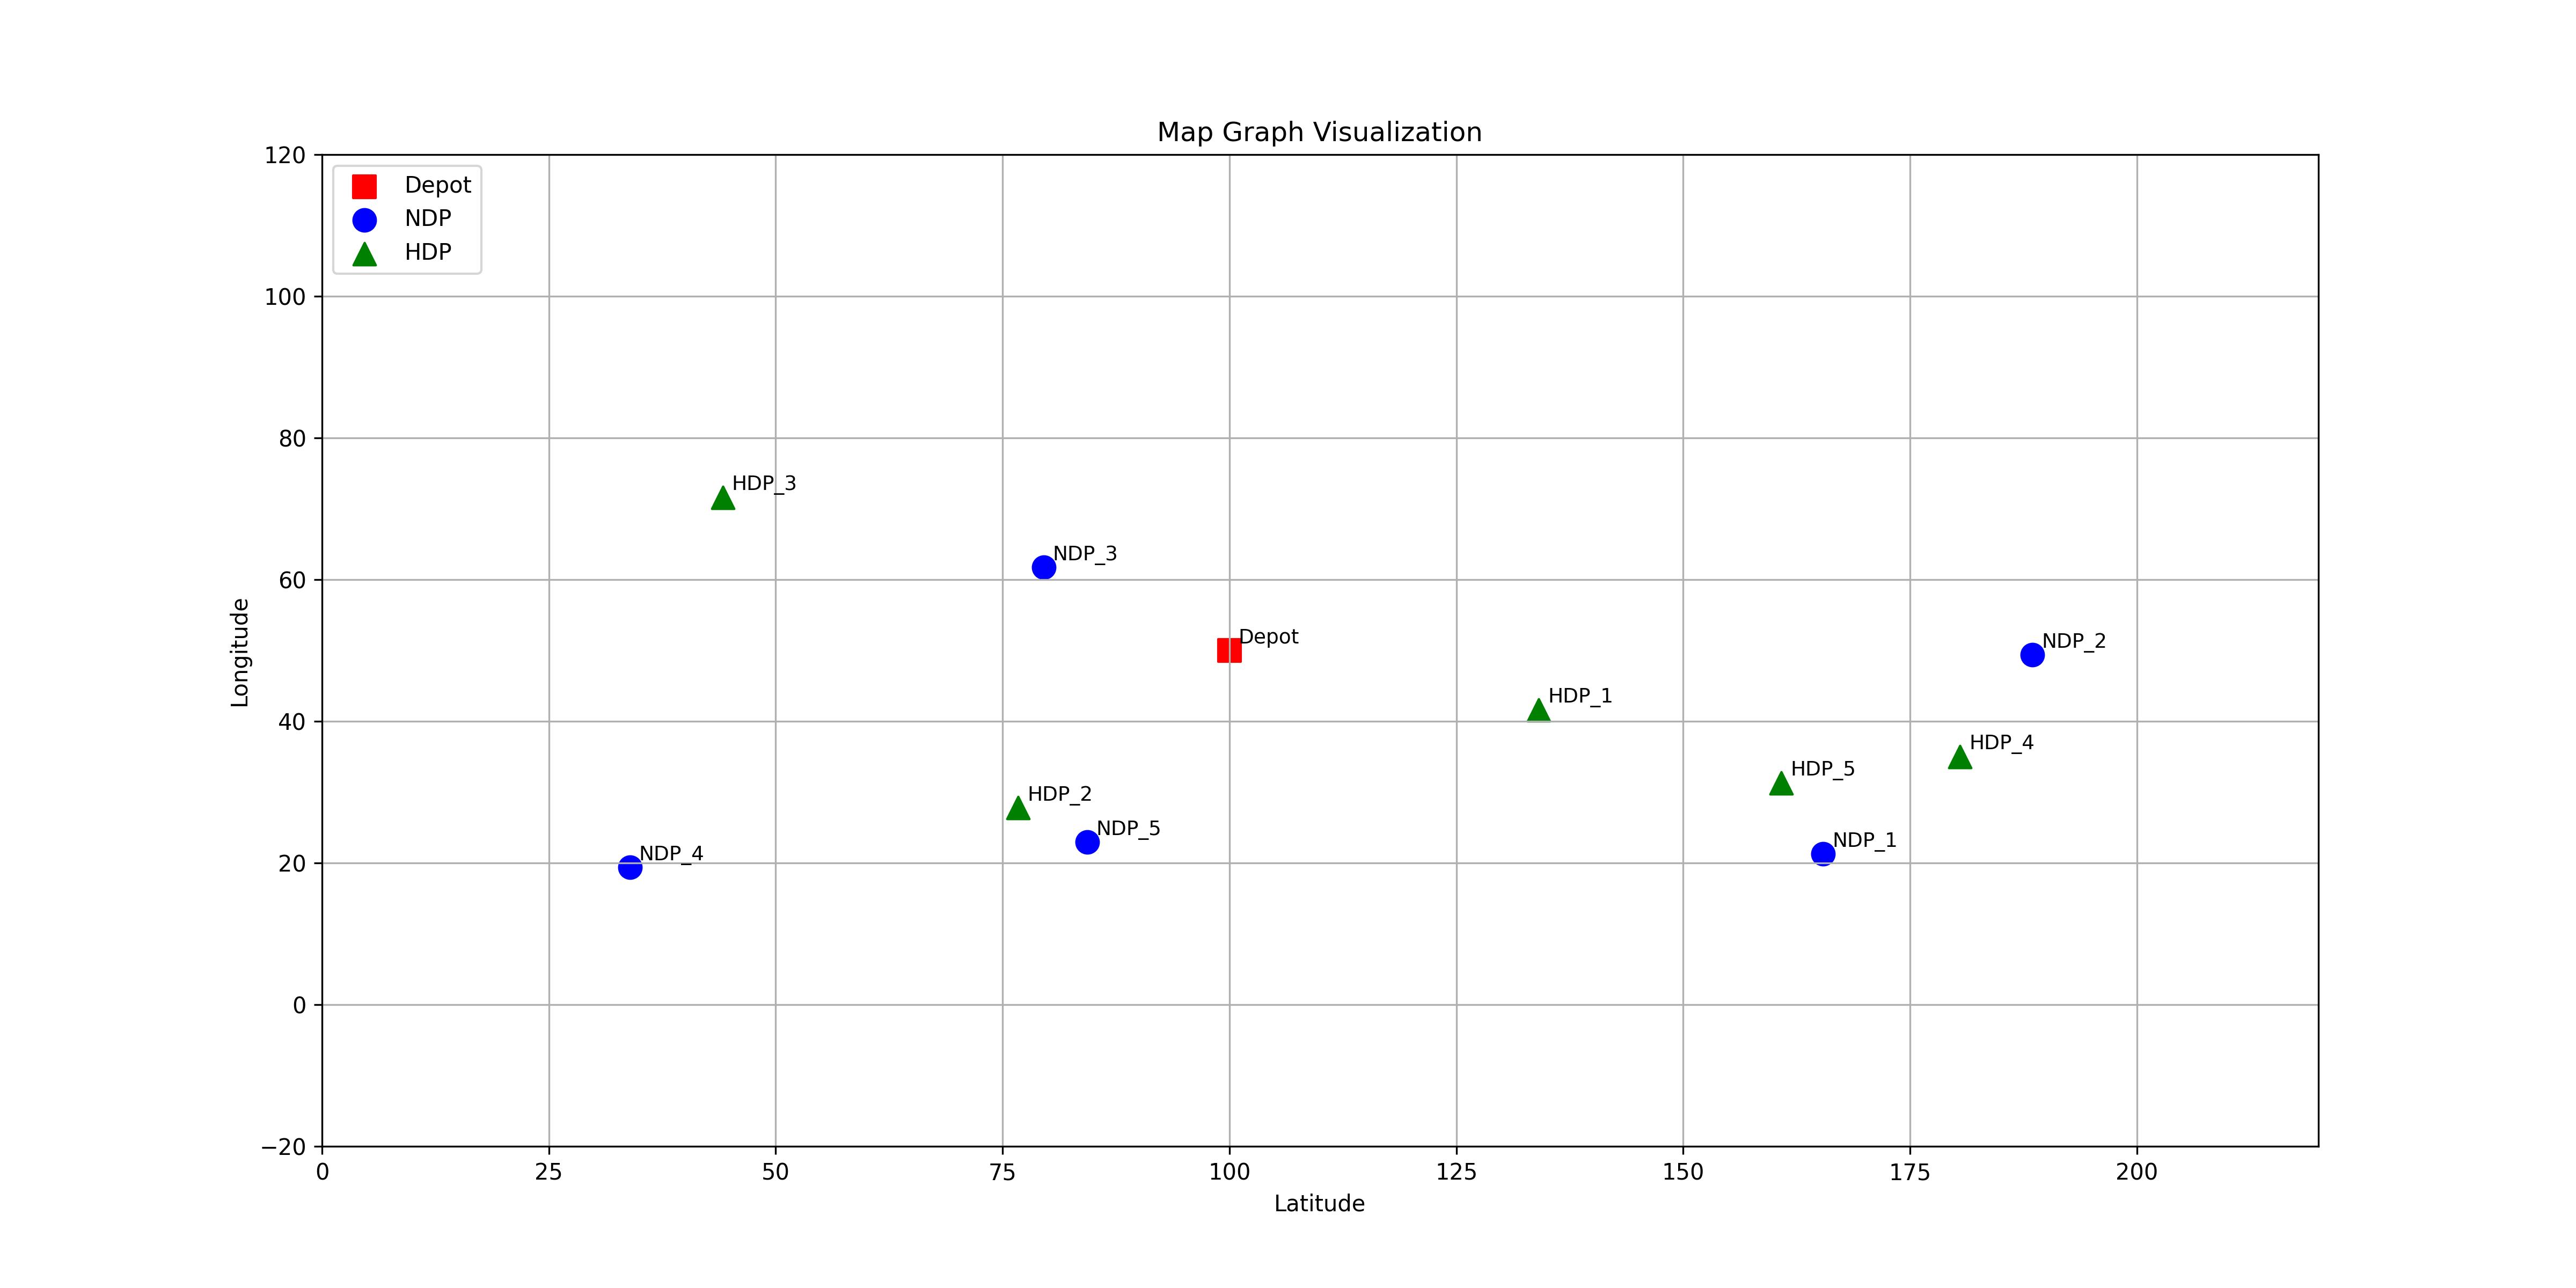 Map Graph Visualization
120
100
80
60
40
20
0
−20
Longitude
Depot
NDP
HDP
HDP_3
NDP_3
Depot
NDP_2
HDP_1
HDP_4
HDP_5
HDP_2
NDP_5
NDP_1
NDP_4
0 25 50 75 100 125 150 175 200
Latitude